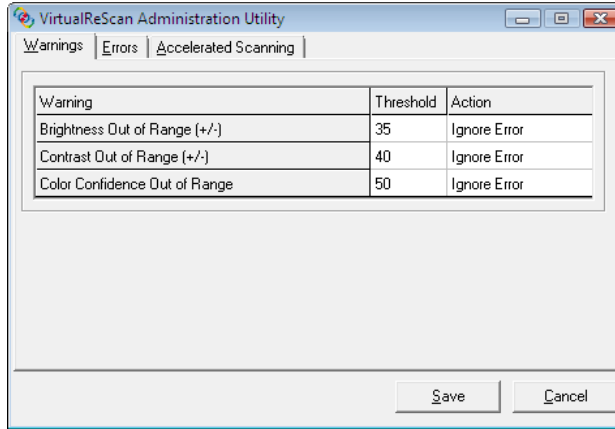 VirtualReScan Administration Utility
Warnings Errors Accelerated Scanning
Warning Threshold Action
Brightness Out of Range (+/-) 35 Ignore Error
Contrast Out of Range (+/-) 40 Ignore Error
Color Confidence Out of Range 50 Ignore Error
Save Cancel